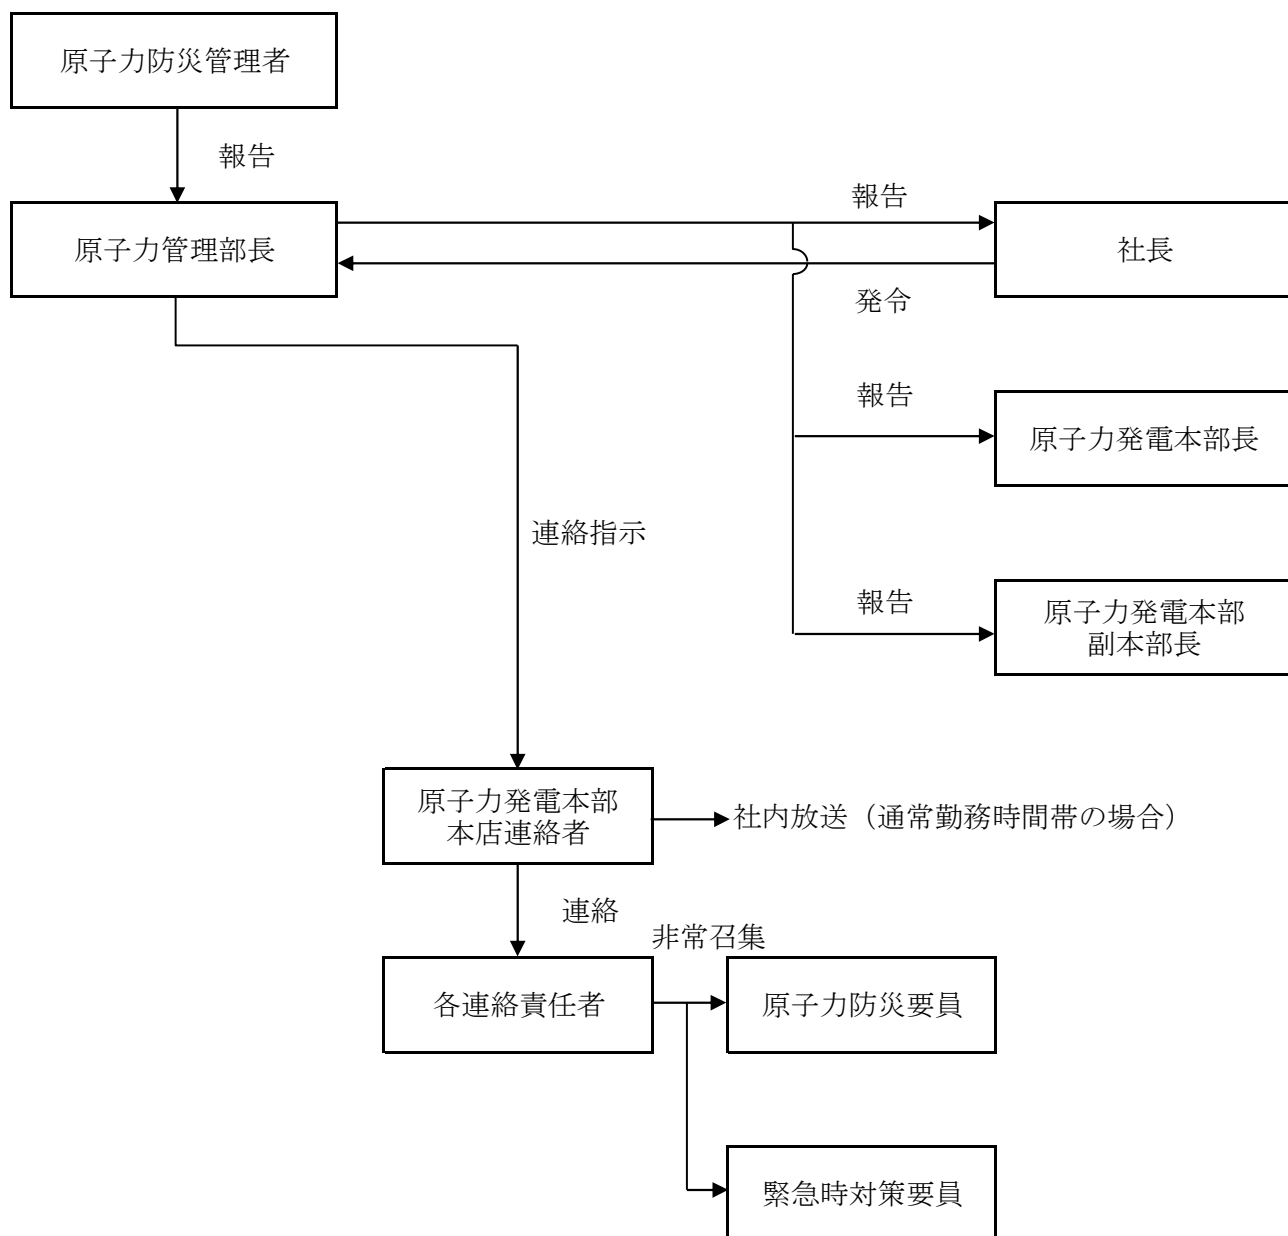 原子力防災管理者
報告
報告
原子力管理部長
社長
発令
報告
原子力発電本部長
連絡指示
報告
原子力発電本部
副本部長
原子力発電本部
本店連絡者
社内放送（通常勤務時間帯の場合）
連絡
非常召集
各連絡責任者
原子力防災要員
緊急時対策要員